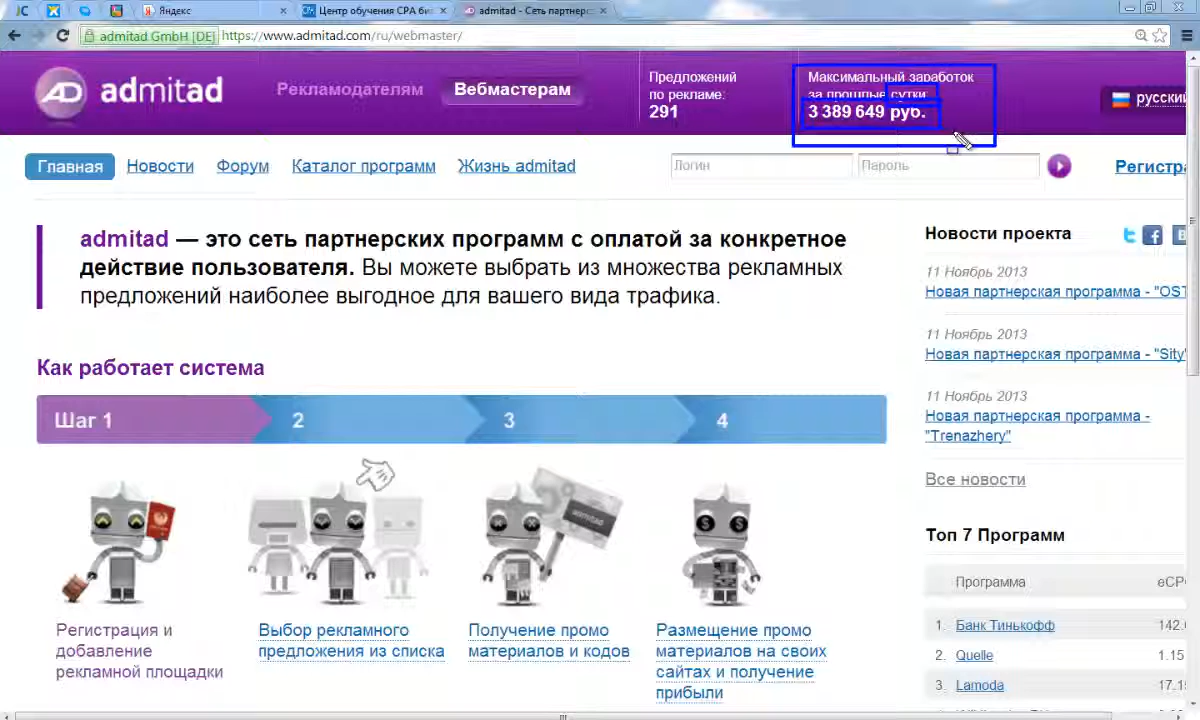 Яндекс
Центр обучения CPA би
admitad - Сеть партнерс
admitad GmbH [DE]
https://www.admitad.com/ru/webmaster/
admitad
Рекламодателям
Вебмастерам
Предложений
по рекламе:
291
Максимальный заработок
за прошлые сутки:
3 389 649 руб.
русский
Главная
Новости
Форум
Каталог программ
Жизнь admitad
Логин
Пароль
Регистра
admitad — это сеть партнерских программ с оплатой за конкретное
действие пользователя. Вы можете выбрать из множества рекламных
предложений наиболее выгодное для вашего вида трафика.
Как работает система
Шаг 1
2
3
4
admitad
Регистрация и
добавление
рекламной площадки
Выбор рекламного
предложения из списка
Получение промо
материалов и кодов
Размещение промо
материалов на своих
сайтах и получение
прибыли
Новости проекта
11 Ноябрь 2013
Новая партнерская программа - "OST
11 Ноябрь 2013
Новая партнерская программа - "Sity
11 Ноябрь 2013
Новая партнерская программа -
"Trenazhery"
Все новости
Топ 7 Программ
Программа
eCP
1. Банк Тинькофф 142.
2. Quelle 1.15
3. Lamoda 17.1